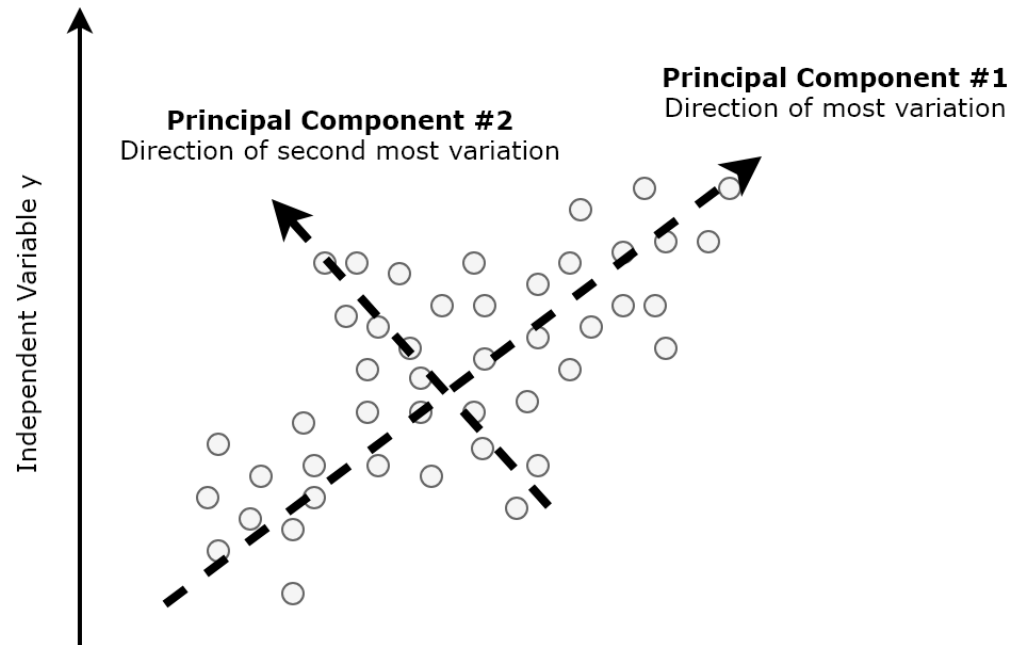 Principal Component #1
Direction of most variation
Principal Component #2
Direction of second most variation
Independent Variable y